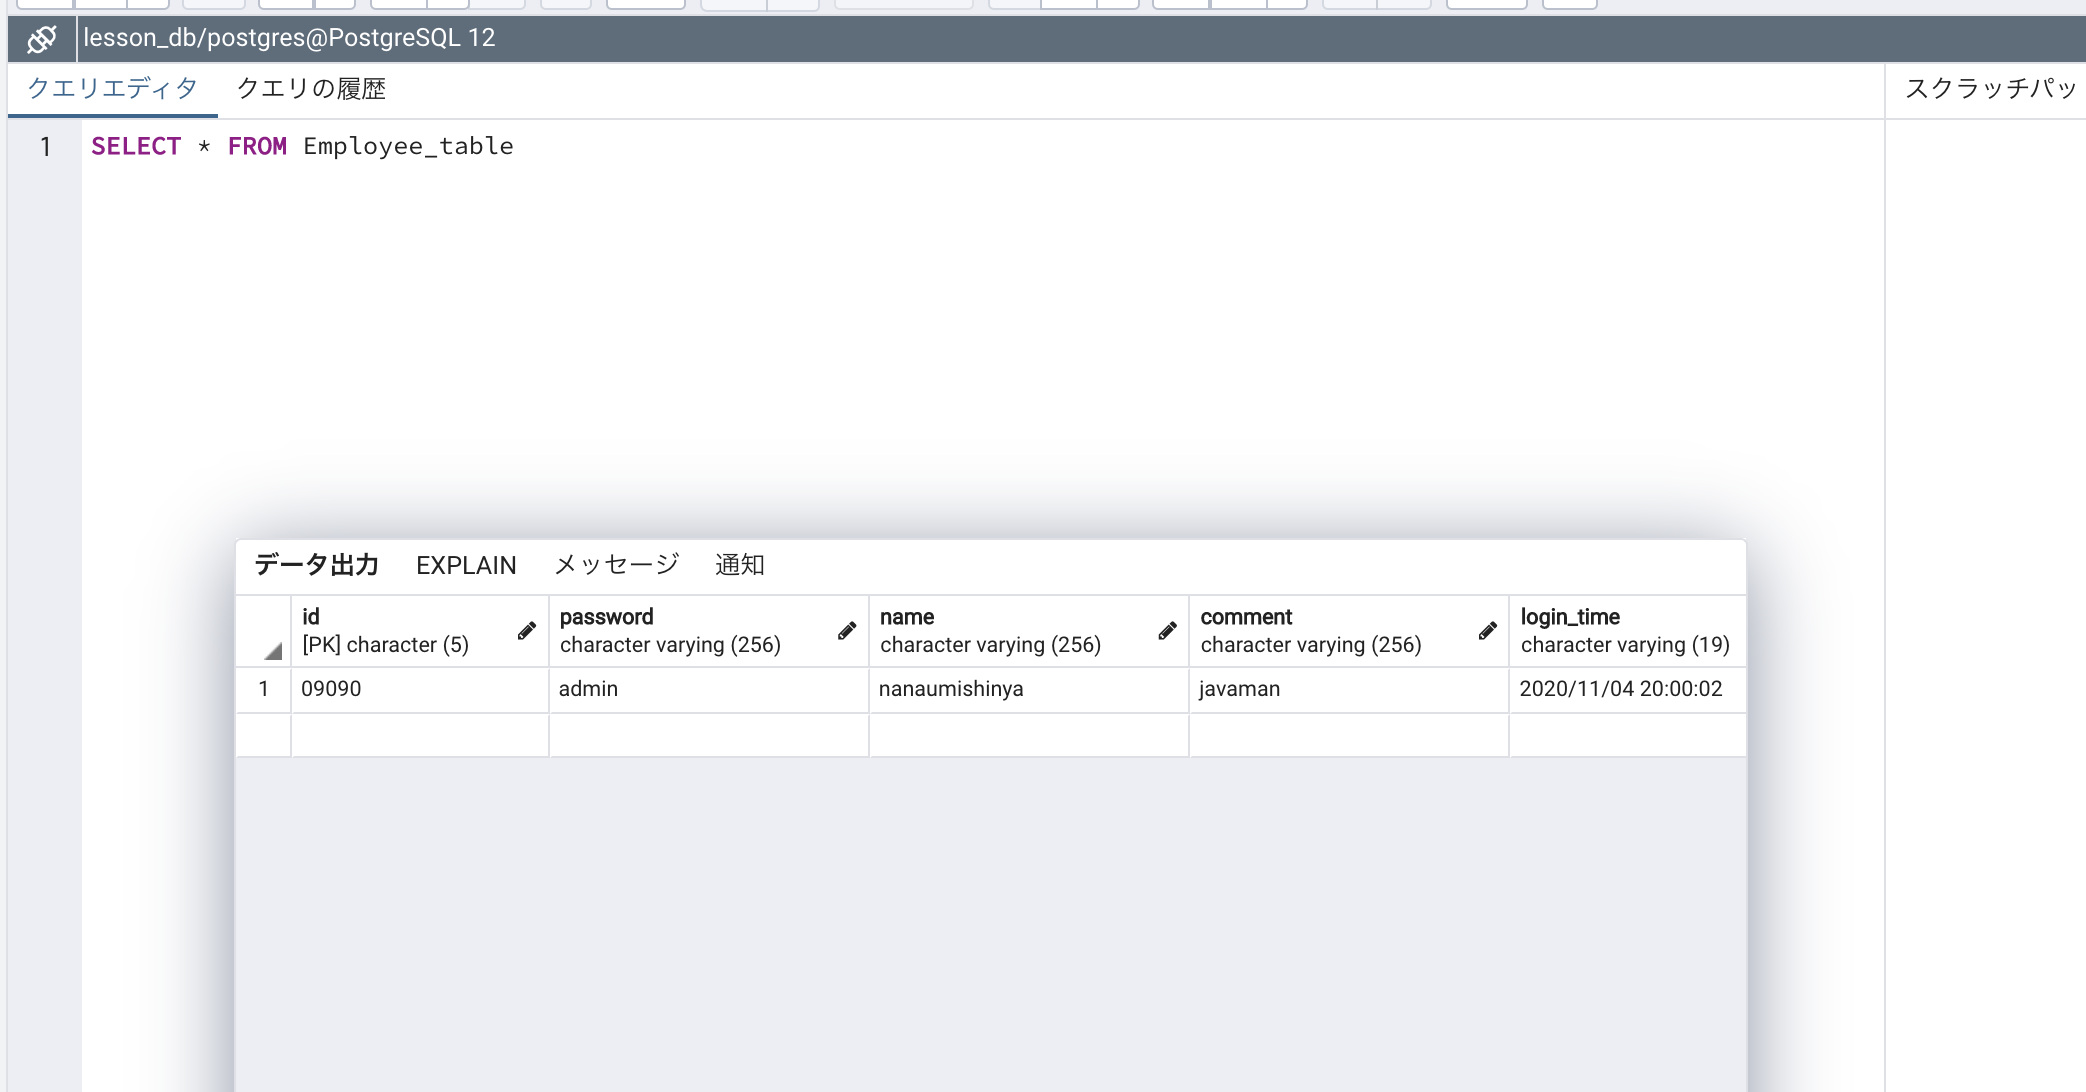 lesson_db/postgres@PostgreSQL 12
クエリエディタ クエリの履歴 スクラッチパッ
1 SELECT * FROM Employee_table
データ出力 EXPLAIN メッセージ 通知
id password name comment login_time
[PK] character (5) character varying (256) character varying (256) character varying (256) character varying (19)
1 09090 admin nanaumishinya javaman 2020/11/04 20:00:02